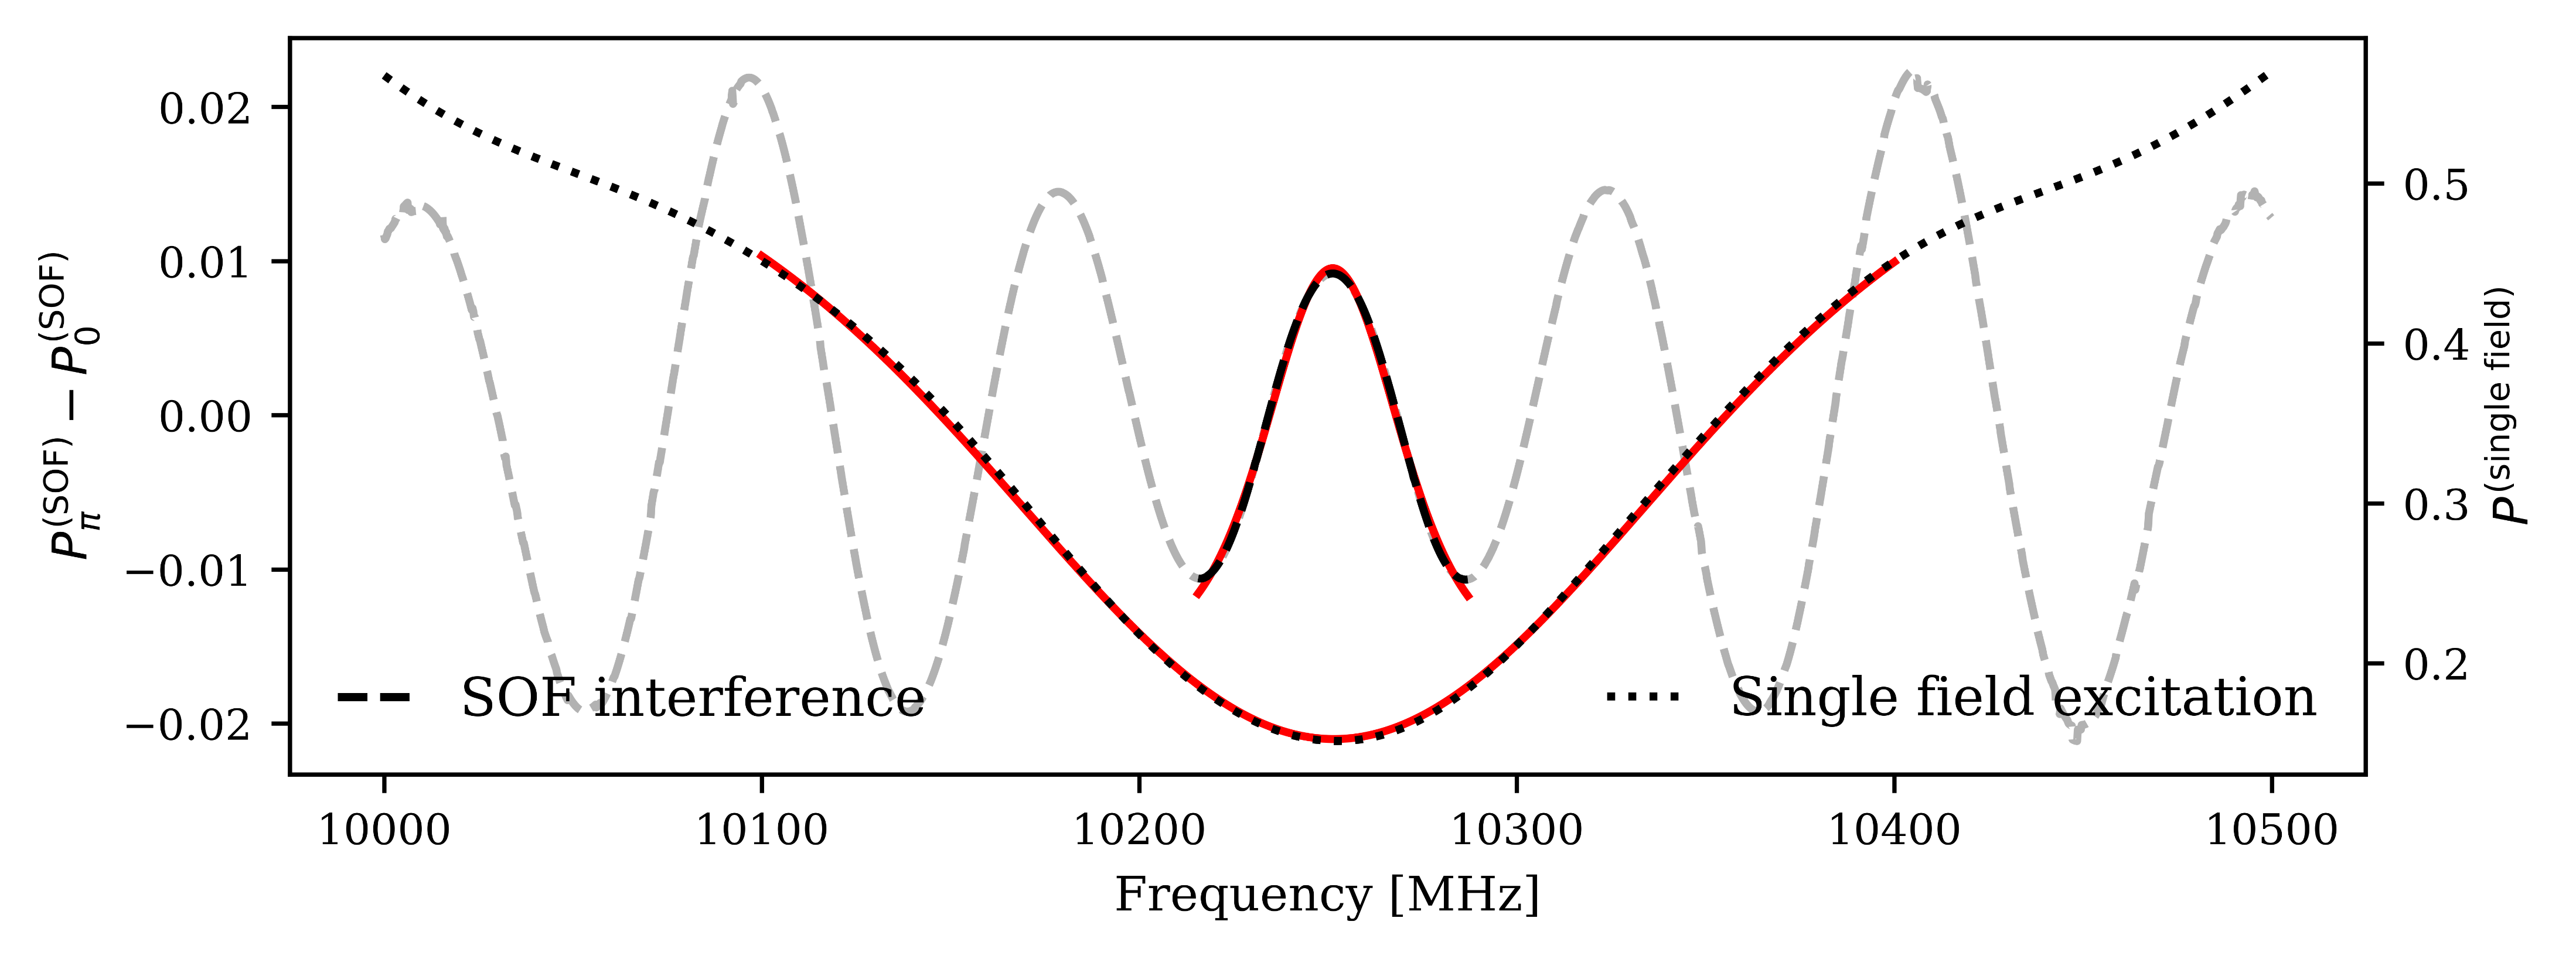 0.02
0.01
0.00
−0.01
−0.02
P_π^(SOF) − P_0^(SOF)
SOF interference
Single field excitation
0.5
0.4
0.3
0.2
P^(single field)
10000 10100 10200 10300 10400 10500
Frequency [MHz]